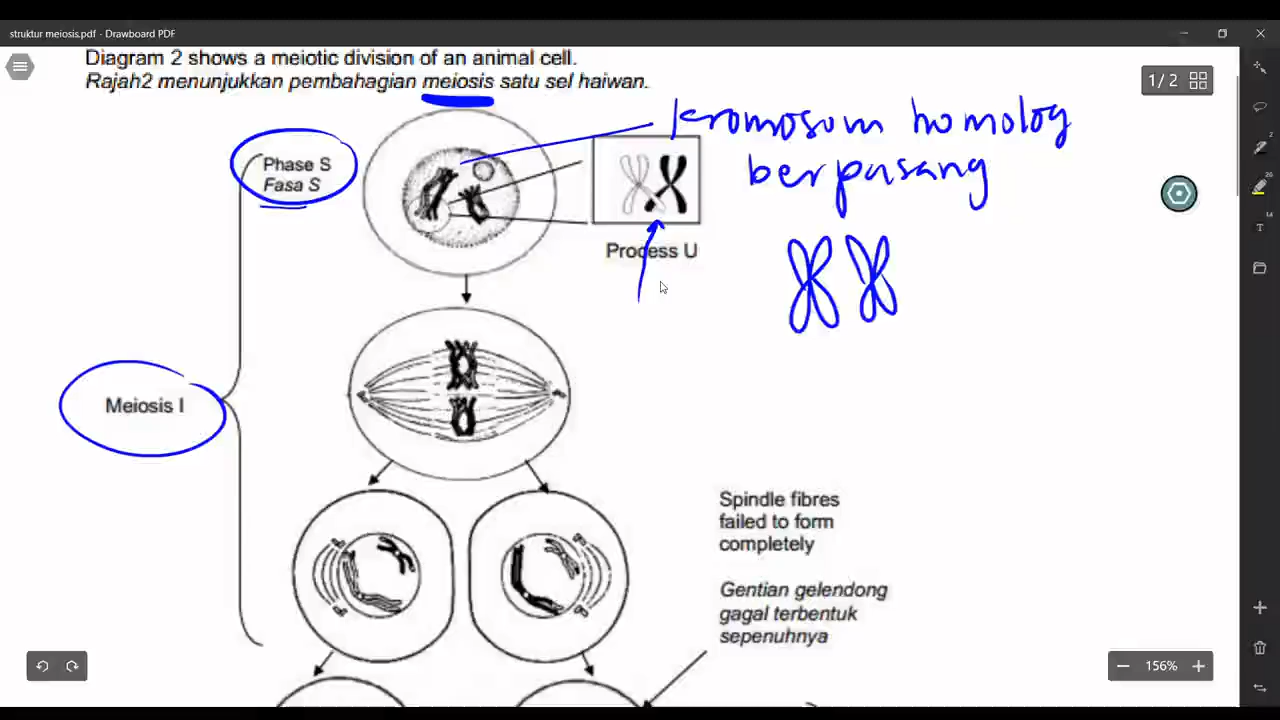 struktur meiosis.pdf - Drawboard PDF
Diagram 2 shows a meiotic division of an animal cell.
Rajah2 menunjukkan pembahagian meiosis satu sel haiwan.
1/2
kromosom homolog
berpasang
Phase S
Fasa S
Process U
Meiosis I
Spindle fibres
failed to form
completely
Gentian gelendong
gagal terbentuk
sepenuhnya
156%